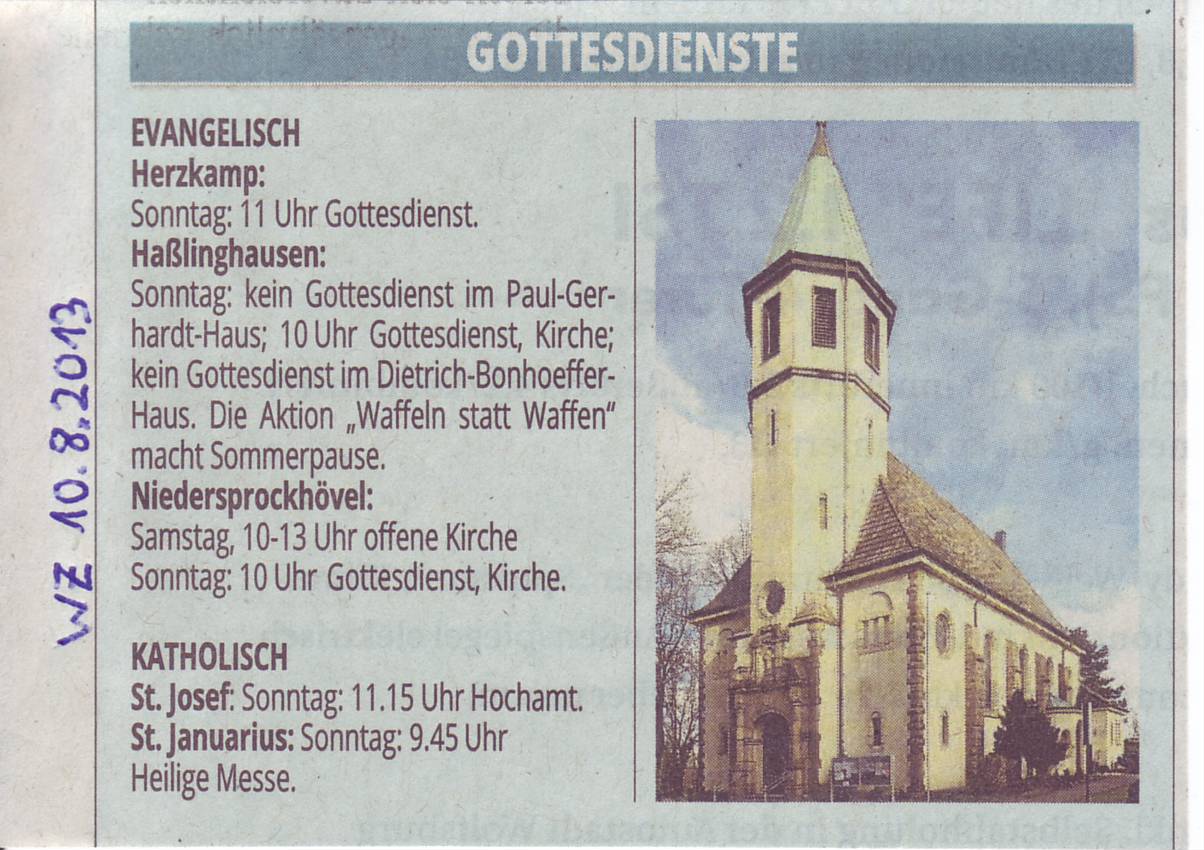 GOTTESDIENSTE
EVANGELISCH
Herzkamp:
Sonntag: 11 Uhr Gottesdienst.
Haßlinghausen:
Sonntag: kein Gottesdienst im Paul-Ger-
hardt-Haus; 10 Uhr Gottesdienst, Kirche;
kein Gottesdienst im Dietrich-Bonhoeffer-
Haus. Die Aktion „Waffeln statt Waffen“
macht Sommerpause.
Niedersprockhövel:
Samstag, 10-13 Uhr offene Kirche
Sonntag: 10 Uhr Gottesdienst, Kirche.
KATHOLISCH
St. Josef: Sonntag: 11.15 Uhr Hochamt.
St. Januarius: Sonntag: 9.45 Uhr
Heilige Messe.
WZ 10.8.2013